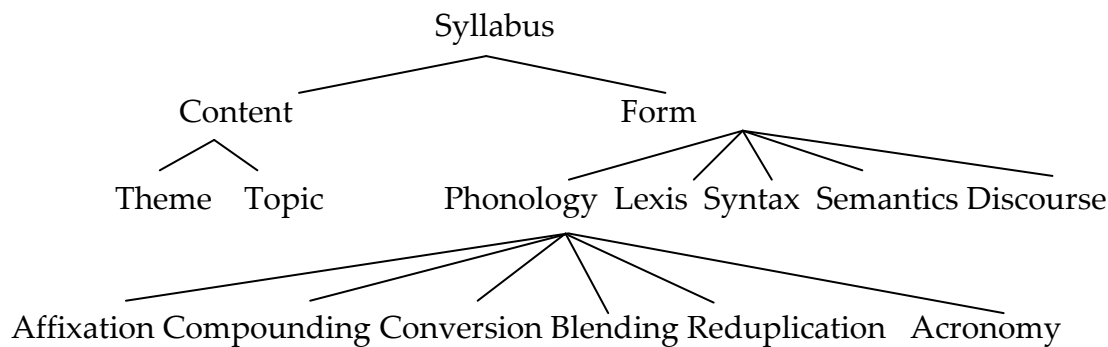 Syllabus
Content Form
Theme Topic Phonology Lexis Syntax Semantics Discourse
Affixation Compounding Conversion Blending Reduplication Acronomy